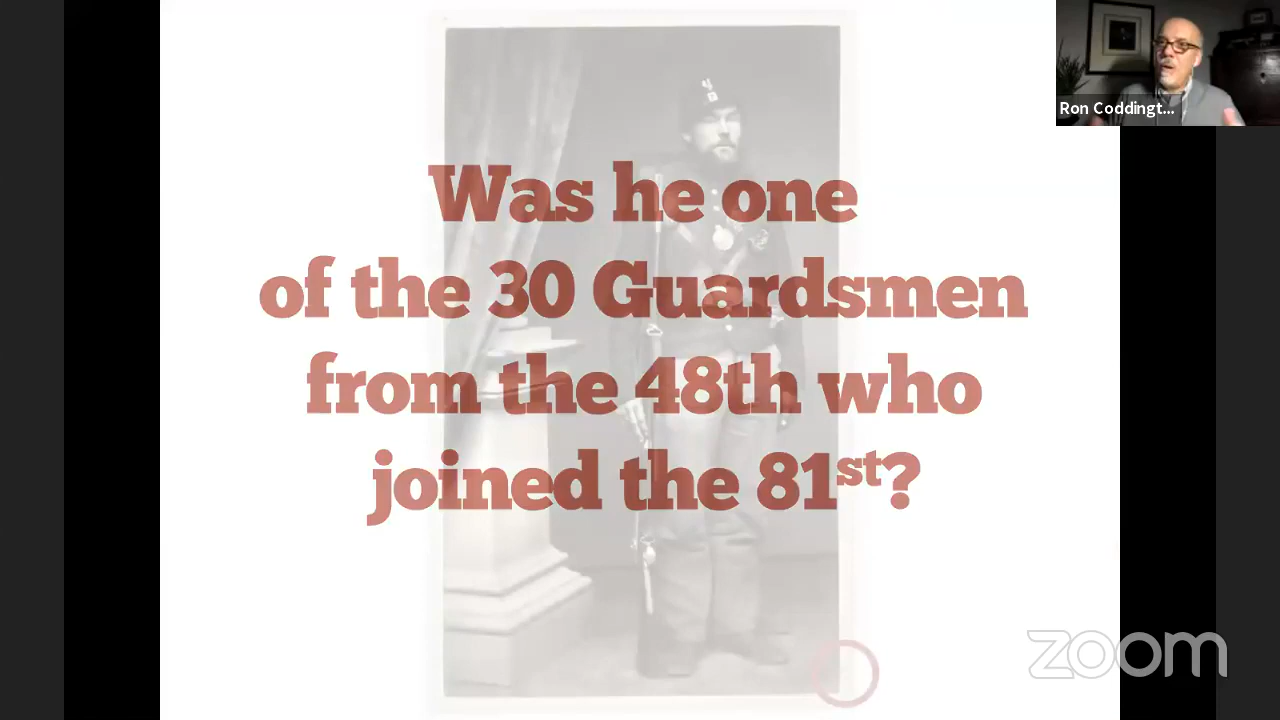 Was he one
of the 30 Guardsmen
from the 48th who
joined the 81st?
Ron Coddingt...
zoom